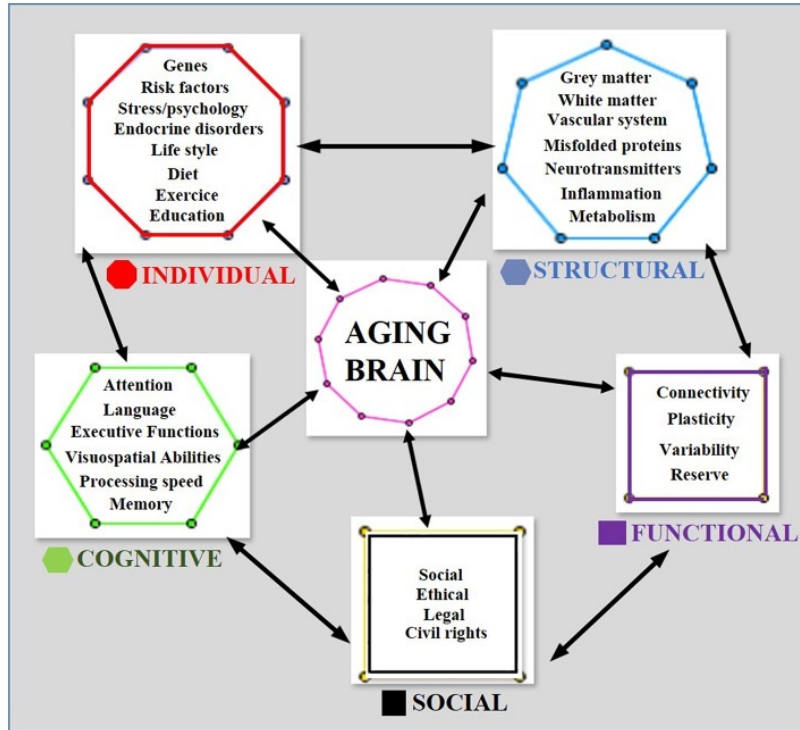 Genes
Risk factors
Stress/psychology
Endocrine disorders
Life style
Diet
Exercice
Education
INDIVIDUAL
Grey matter
White matter
Vascular system
Misfolded proteins
Neurotransmitters
Inflammation
Metabolism
STRUCTURAL
AGING
BRAIN
Attention
Language
Executive Functions
Visuospatial Abilities
Processing speed
Memory
COGNITIVE
Connectivity
Plasticity
Variability
Reserve
FUNCTIONAL
Social
Ethical
Legal
Civil rights
SOCIAL